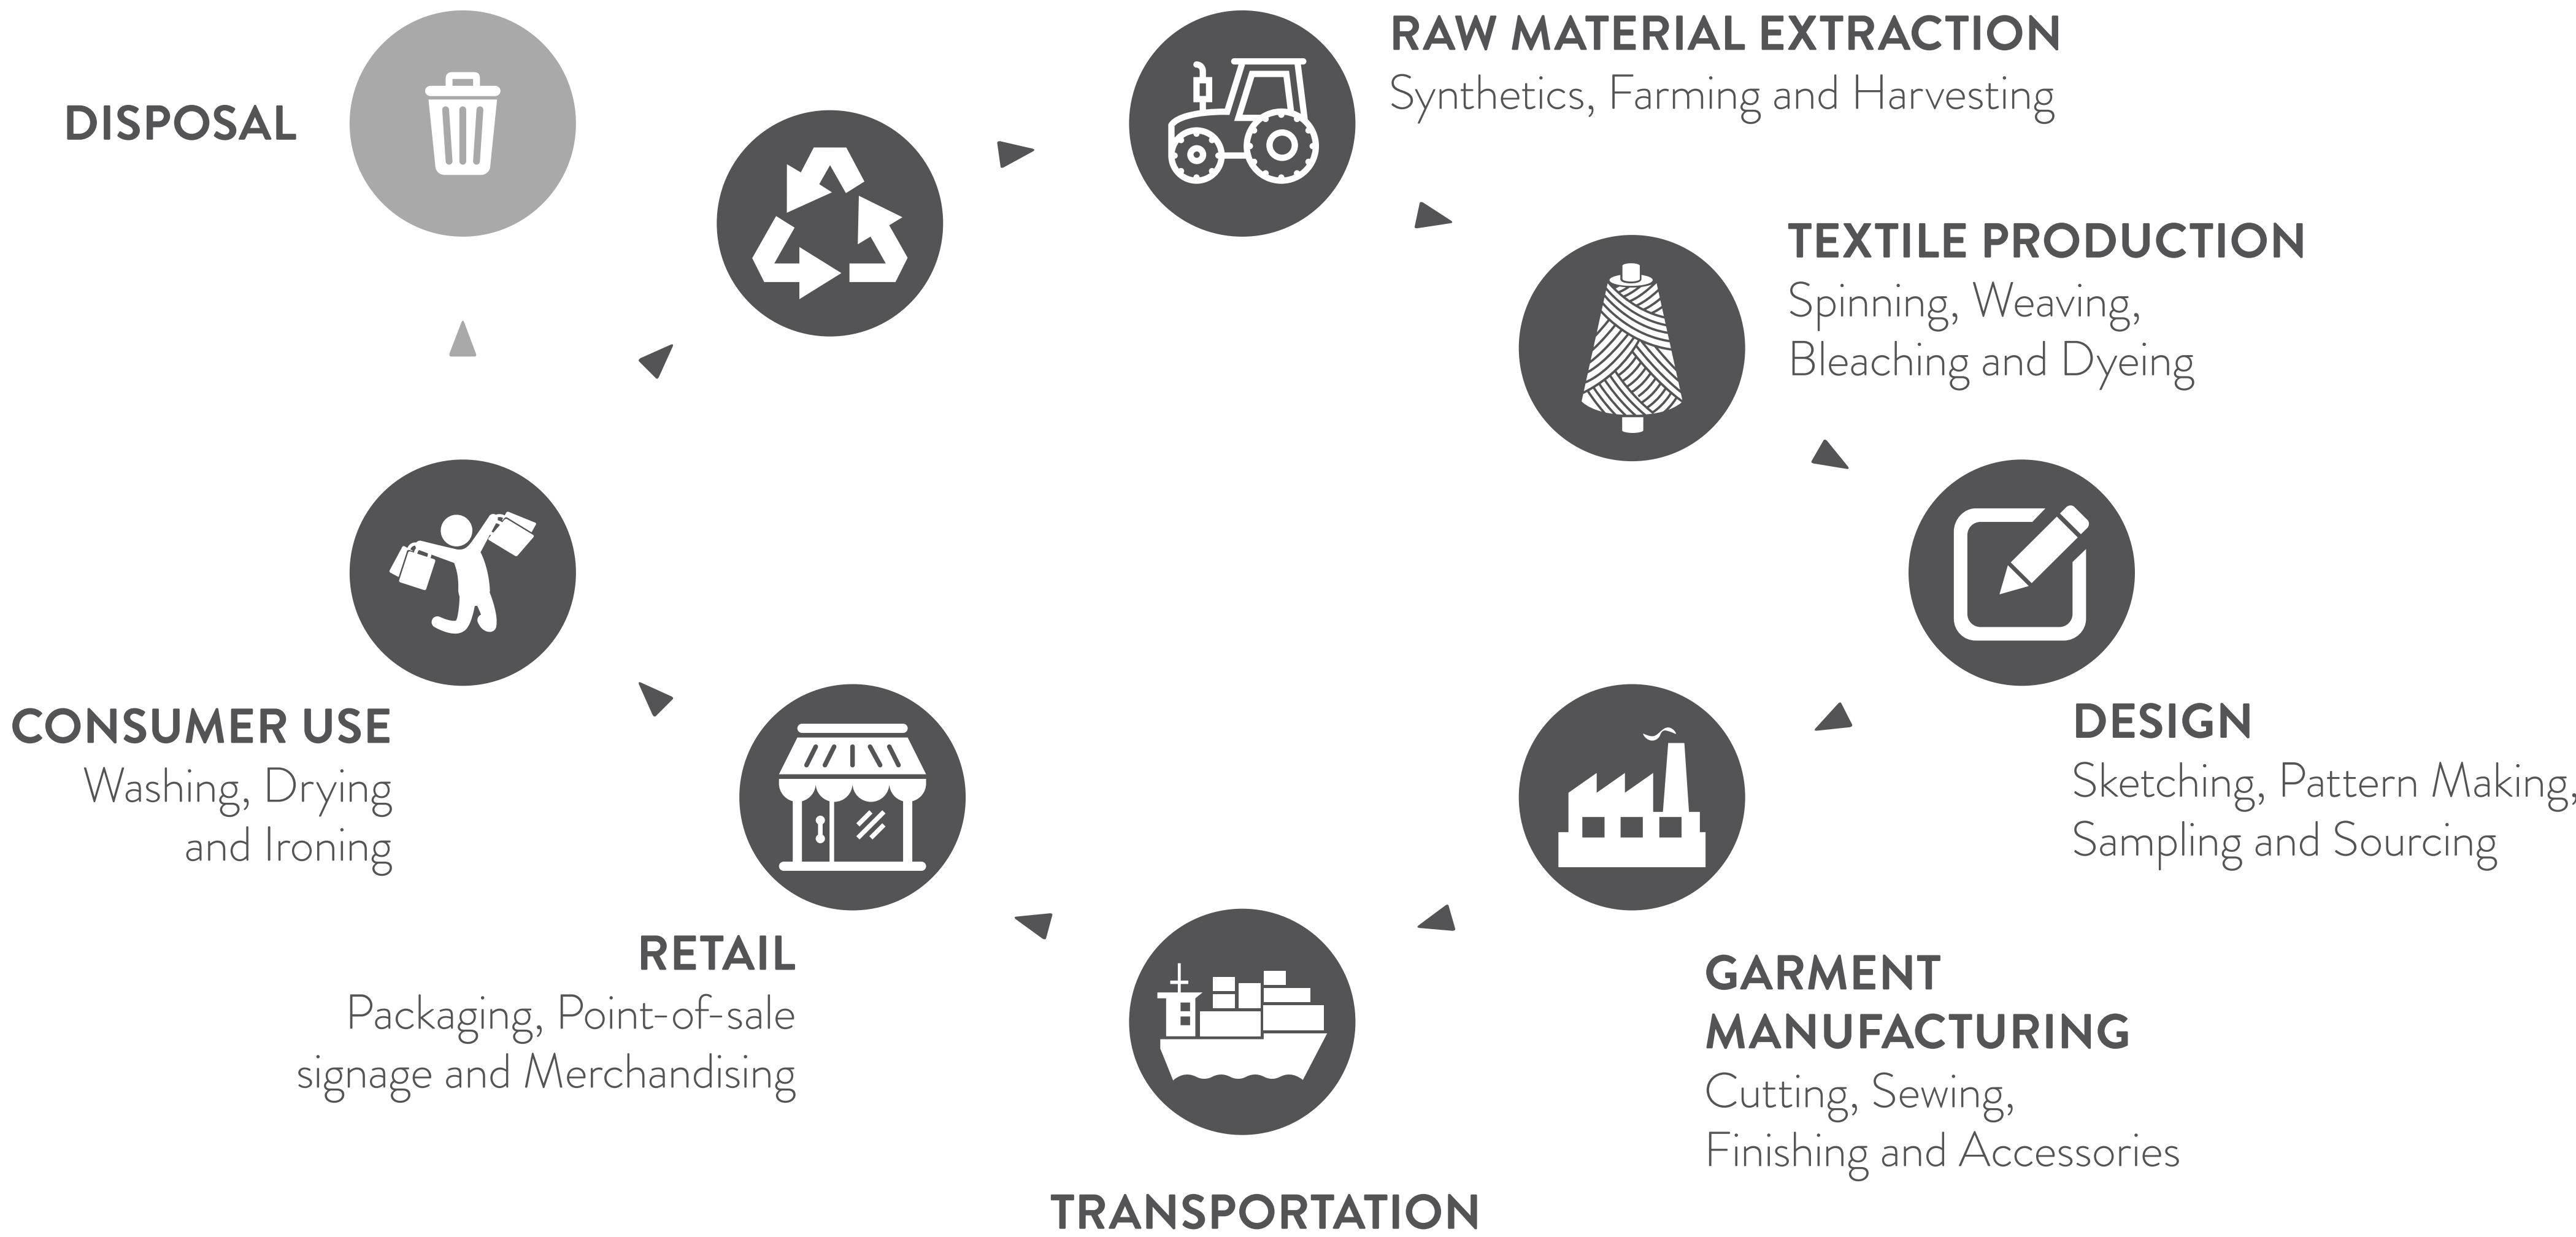 DISPOSAL
RAW MATERIAL EXTRACTION
Synthetics, Farming and Harvesting
TEXTILE PRODUCTION
Spinning, Weaving,
Bleaching and Dyeing
DESIGN
Sketching, Pattern Making,
Sampling and Sourcing
GARMENT
MANUFACTURING
Cutting, Sewing,
Finishing and Accessories
TRANSPORTATION
RETAIL
Packaging, Point-of-sale
signage and Merchandising
CONSUMER USE
Washing, Drying
and Ironing